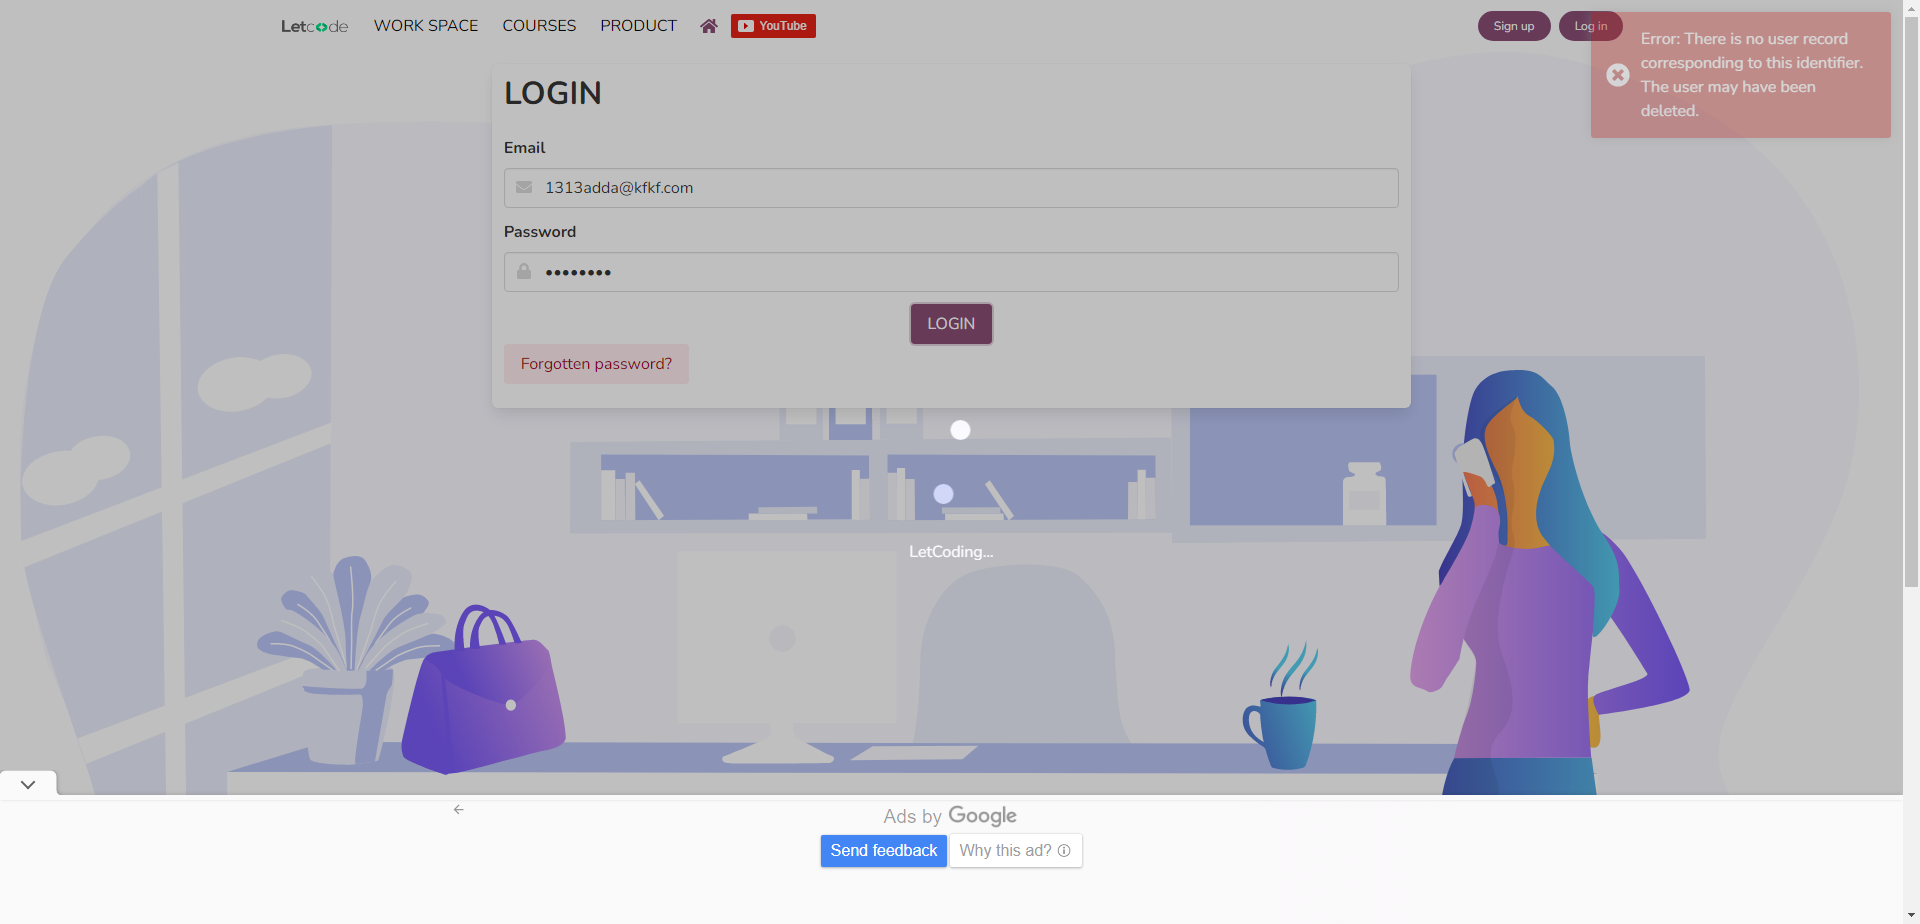 Letcode WORK SPACE COURSES PRODUCT YouTube Sign up Log in
Error: There is no user record
corresponding to this identifier.
The user may have been
deleted.
LOGIN
Email
1313adda@kfkf.com
Password
••••••••
LOGIN
Forgotten password?
LetCoding...
Ads by Google
Send feedback Why this ad?